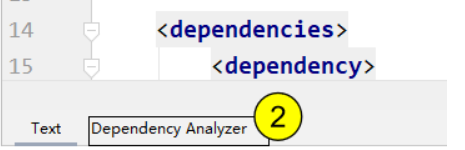 14 <dependencies>
15 <dependency>
Text Dependency Analyzer 2